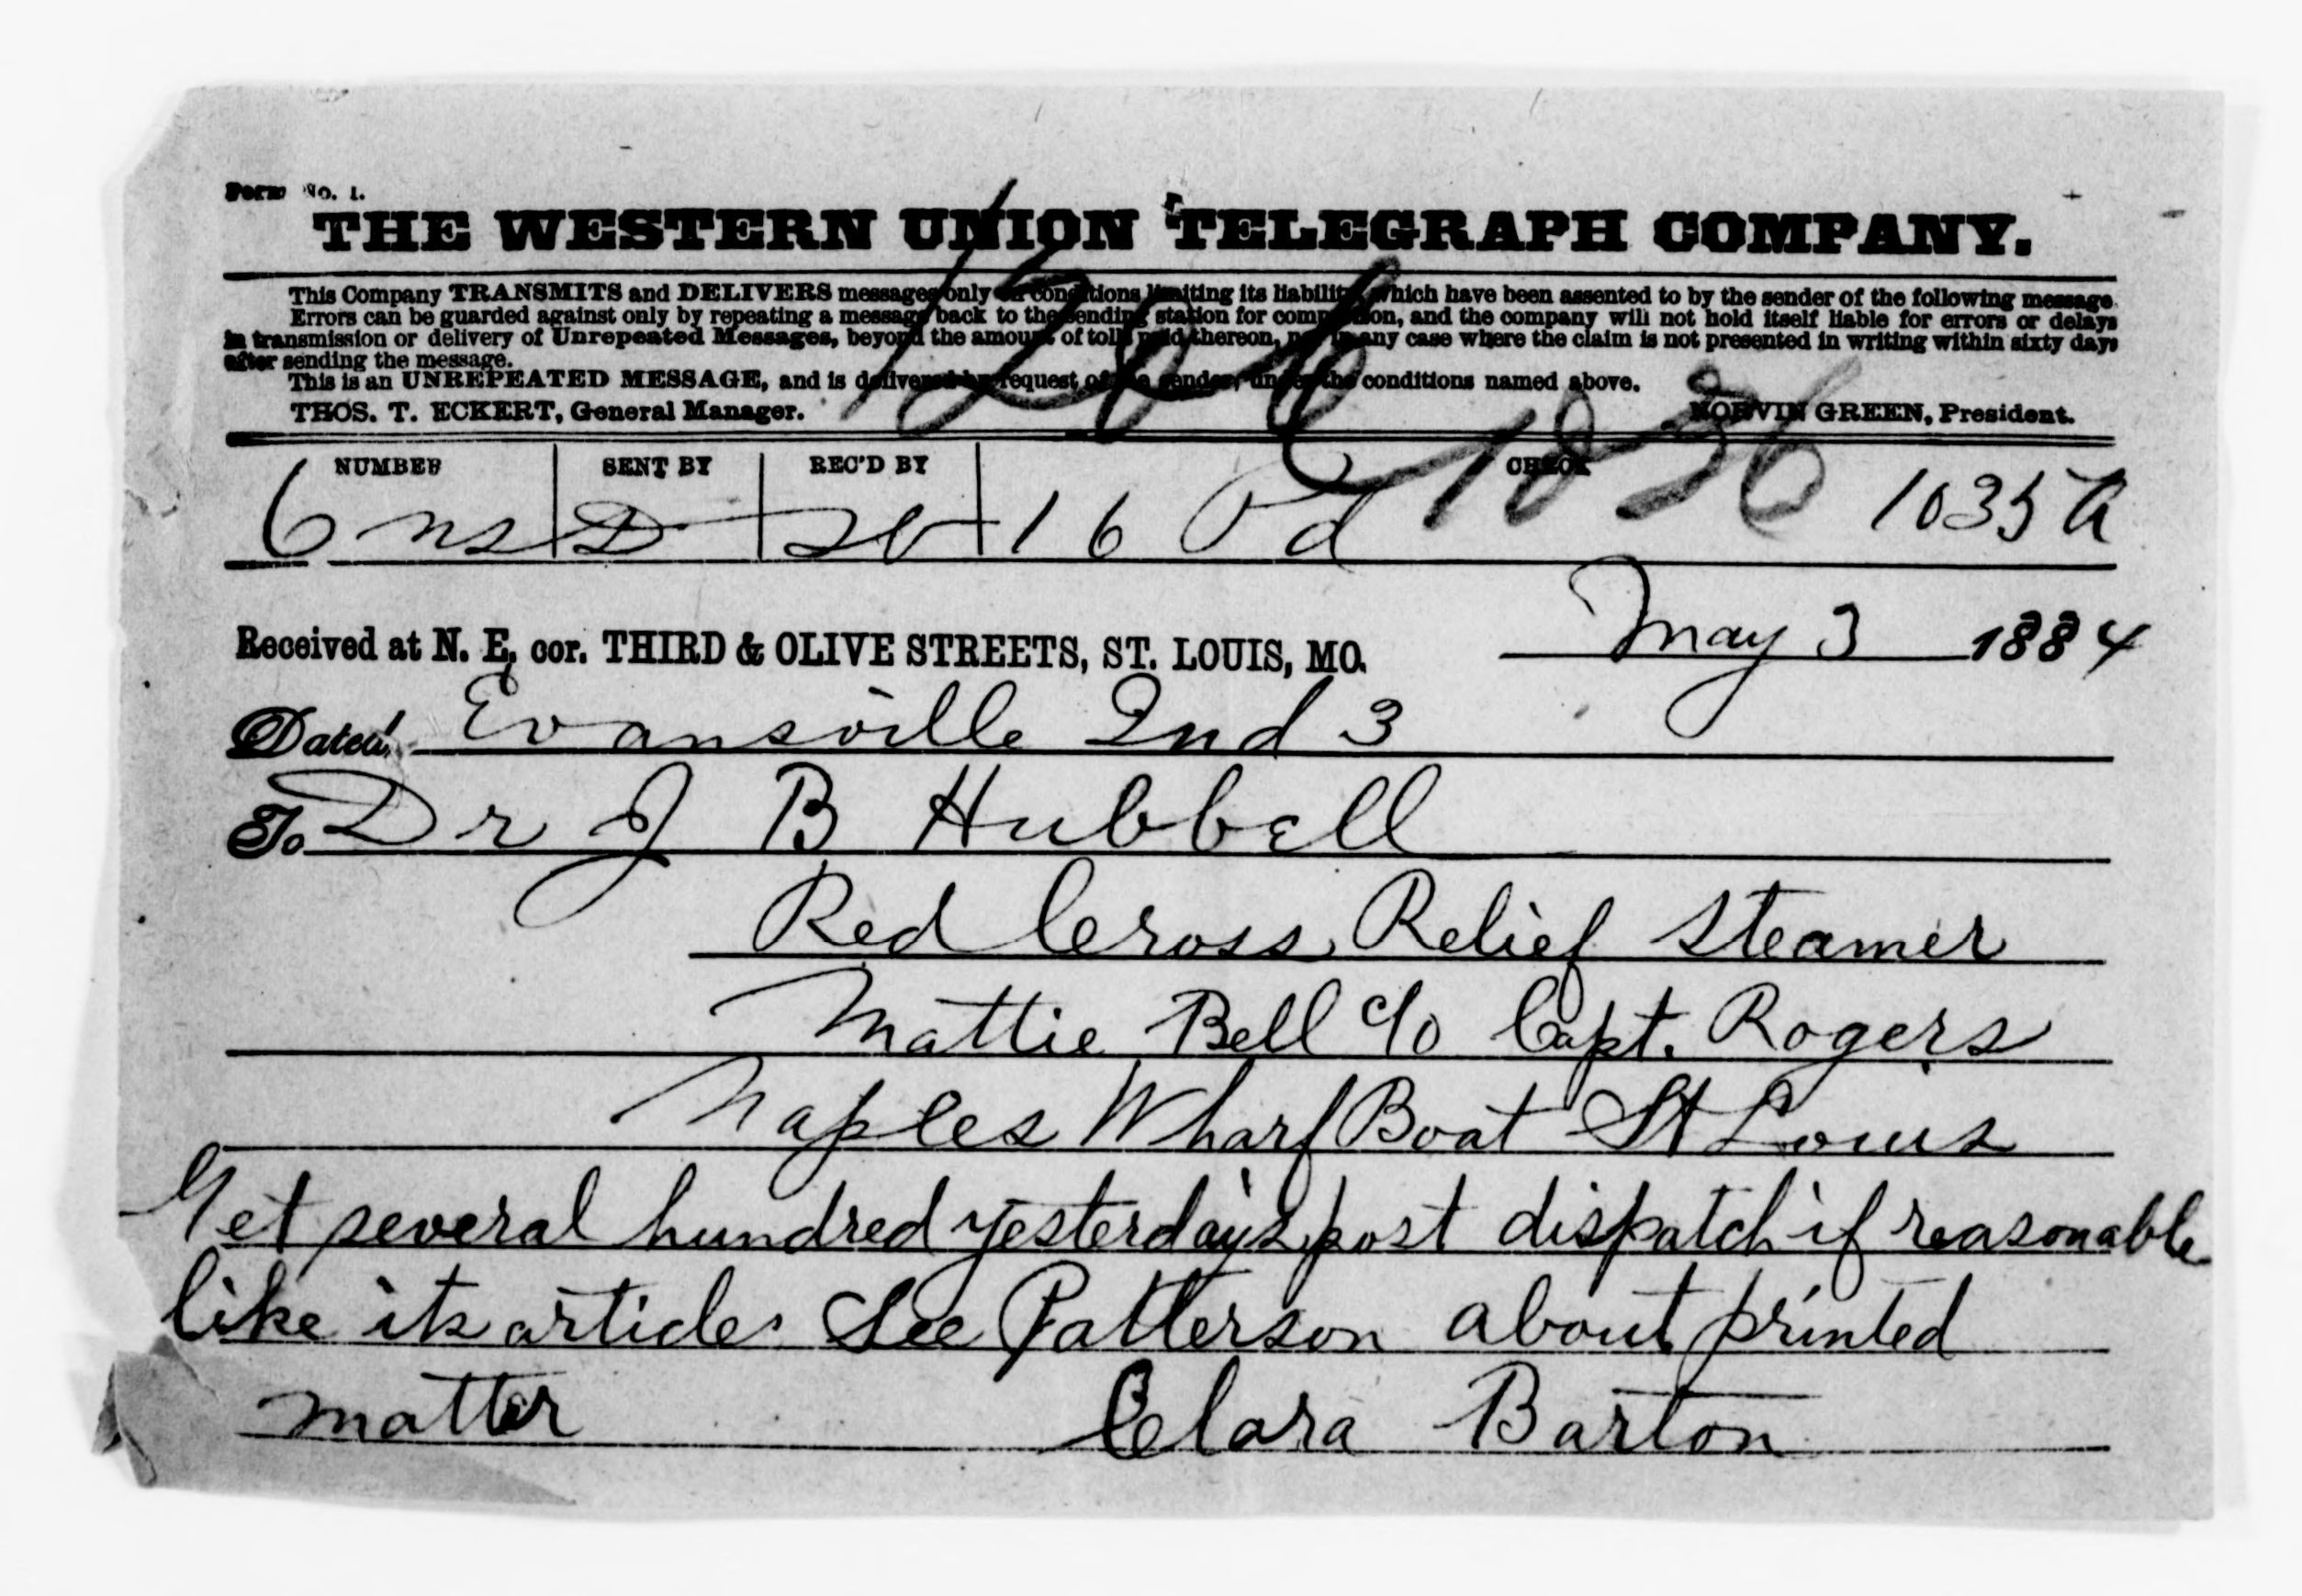 Form No. 1.
THE WESTERN UNION TELEGRAPH COMPANY.
This Company TRANSMITS and DELIVERS messages only on conditions limiting its liability, which have been assented to by the sender of the following message.
Errors can be guarded against only by repeating a message back to the sending station for comparison, and the company will not hold itself liable for errors or delays
in transmission or delivery of Unrepeated Messages, beyond the amount of tolls paid thereon, nor in any case where the claim is not presented in writing within sixty days
after sending the message.
This is an UNREPEATED MESSAGE, and is delivered by request of the sender, under the conditions named above.
THOS. T. ECKERT, General Manager. NORVIN GREEN, President.
NUMBER SENT BY REC'D BY CHECK
6 ns D 16 Pd 1035 A
Received at N. E. cor. THIRD & OLIVE STREETS, ST. LOUIS, MO. May 3 1884
Dated Evansville Ind 3
To Dr J B Hubbell
Red Cross Relief Steamer
Mattie Bell c/o Capt. Rogers
Naples Wharf Boat St Louis
Get several hundred yesterday's post dispatch if reasonable
like its article. See Patterson about printed
matter Clara Barton